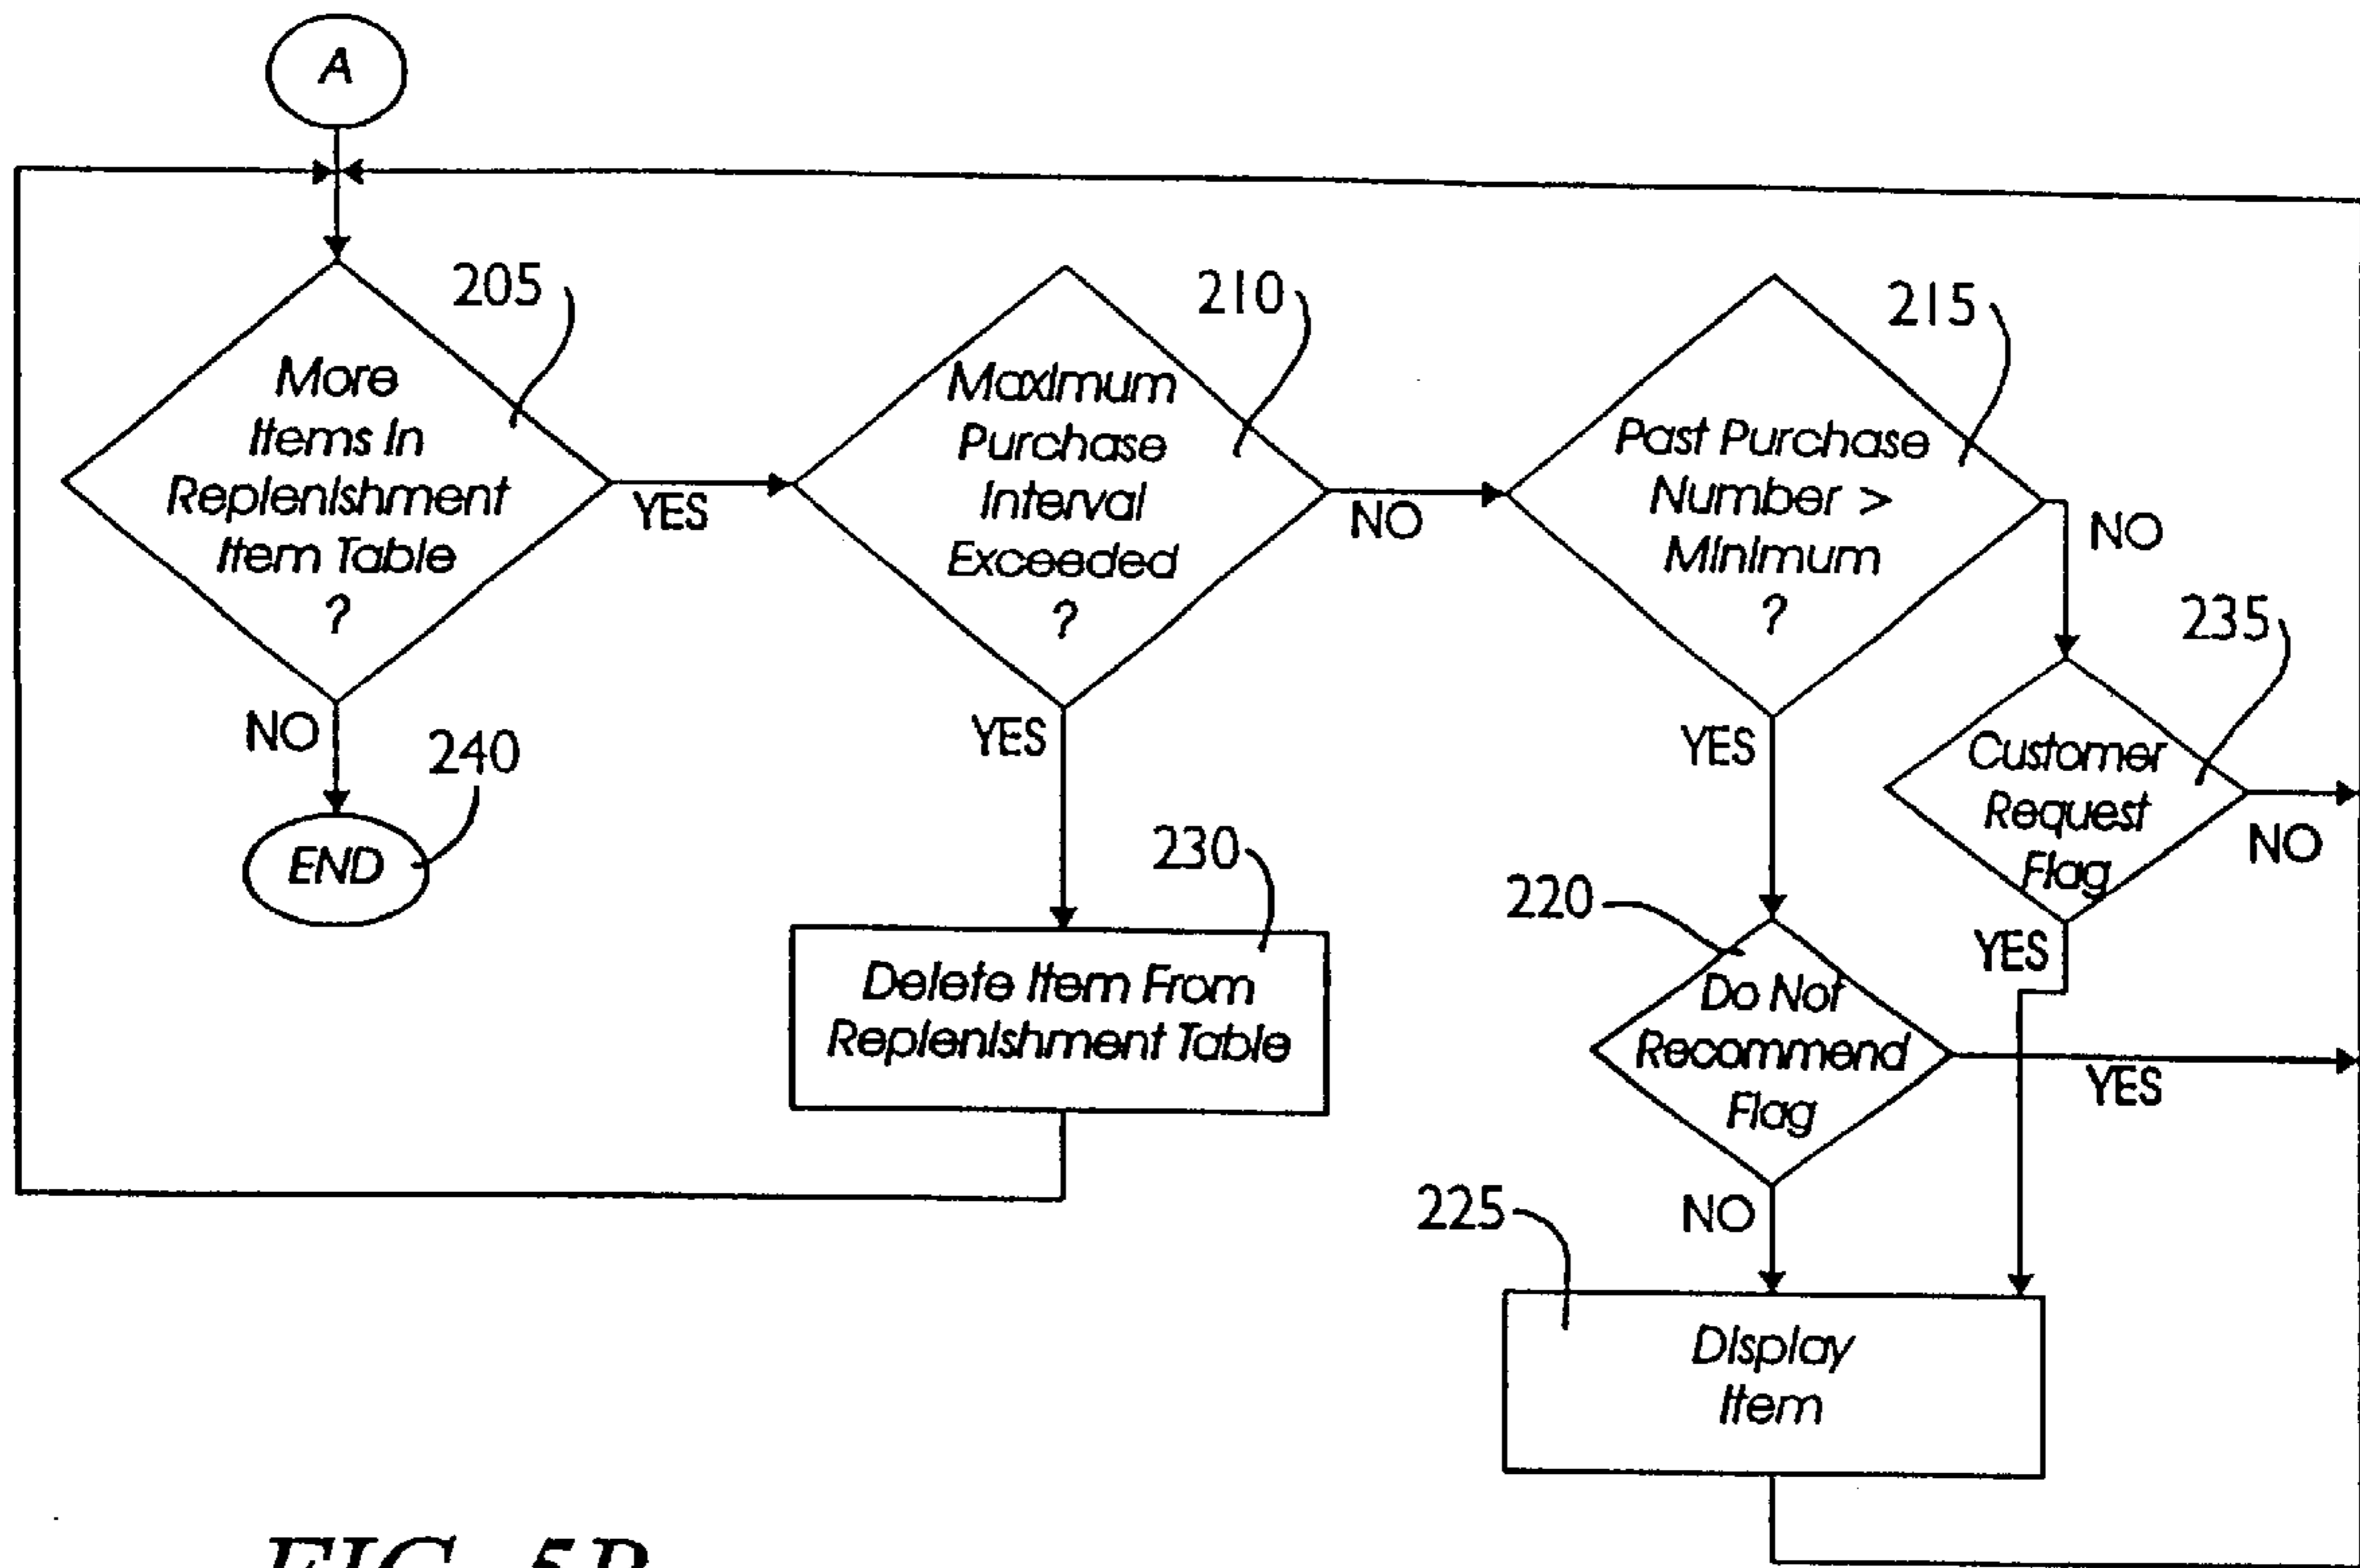 A
205
More
Items In
Replenishment
Item Table
?
YES
NO
240
END
210
Maximum
Purchase
Interval
Exceeded
?
NO
YES
230
Delete Item From
Replenishment Table
215
Past Purchase
Number >
Minimum
?
NO
YES
235
Customer
Request
Flag
NO
YES
220
Do Not
Recommend
Flag
YES
NO
225
Display
Item
FIG. 5B